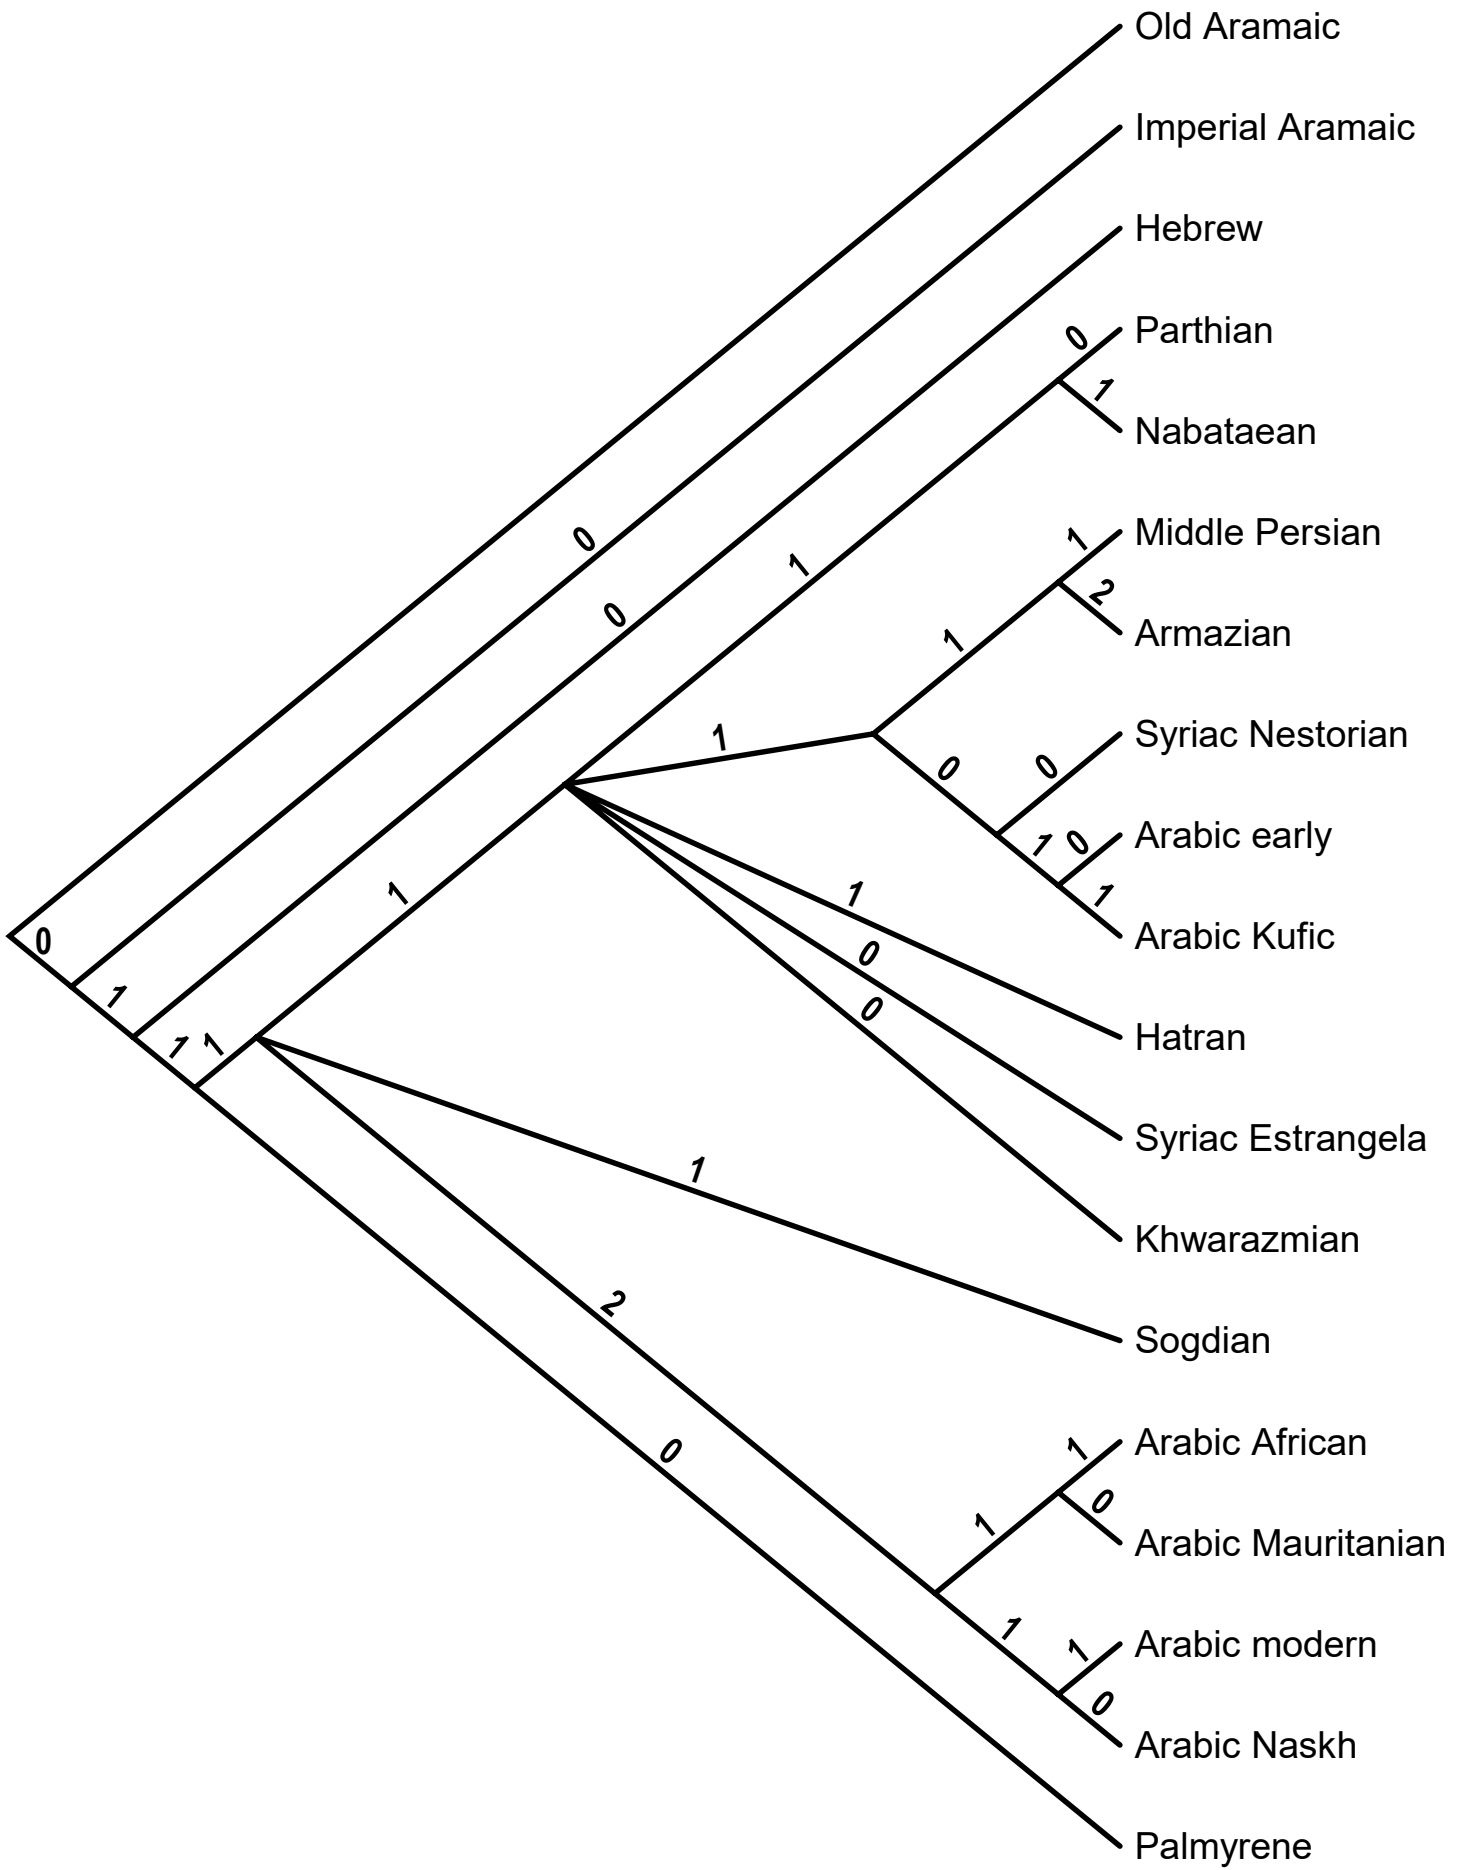 Old Aramaic
Imperial Aramaic
Hebrew
0
Parthian
1
Nabataean
1
Middle Persian
0
1
2
0
Armazian
1
1
Syriac Nestorian
0
0
1
0
Arabic early
1
1
1
Arabic Kufic
0
0
1
0
Hatran
1
1
Syriac Estrangela
1
Khwarazmian
2
Sogdian
1
Arabic African
0
0
1
Arabic Mauritanian
1
1
Arabic modern
0
Arabic Naskh
Palmyrene